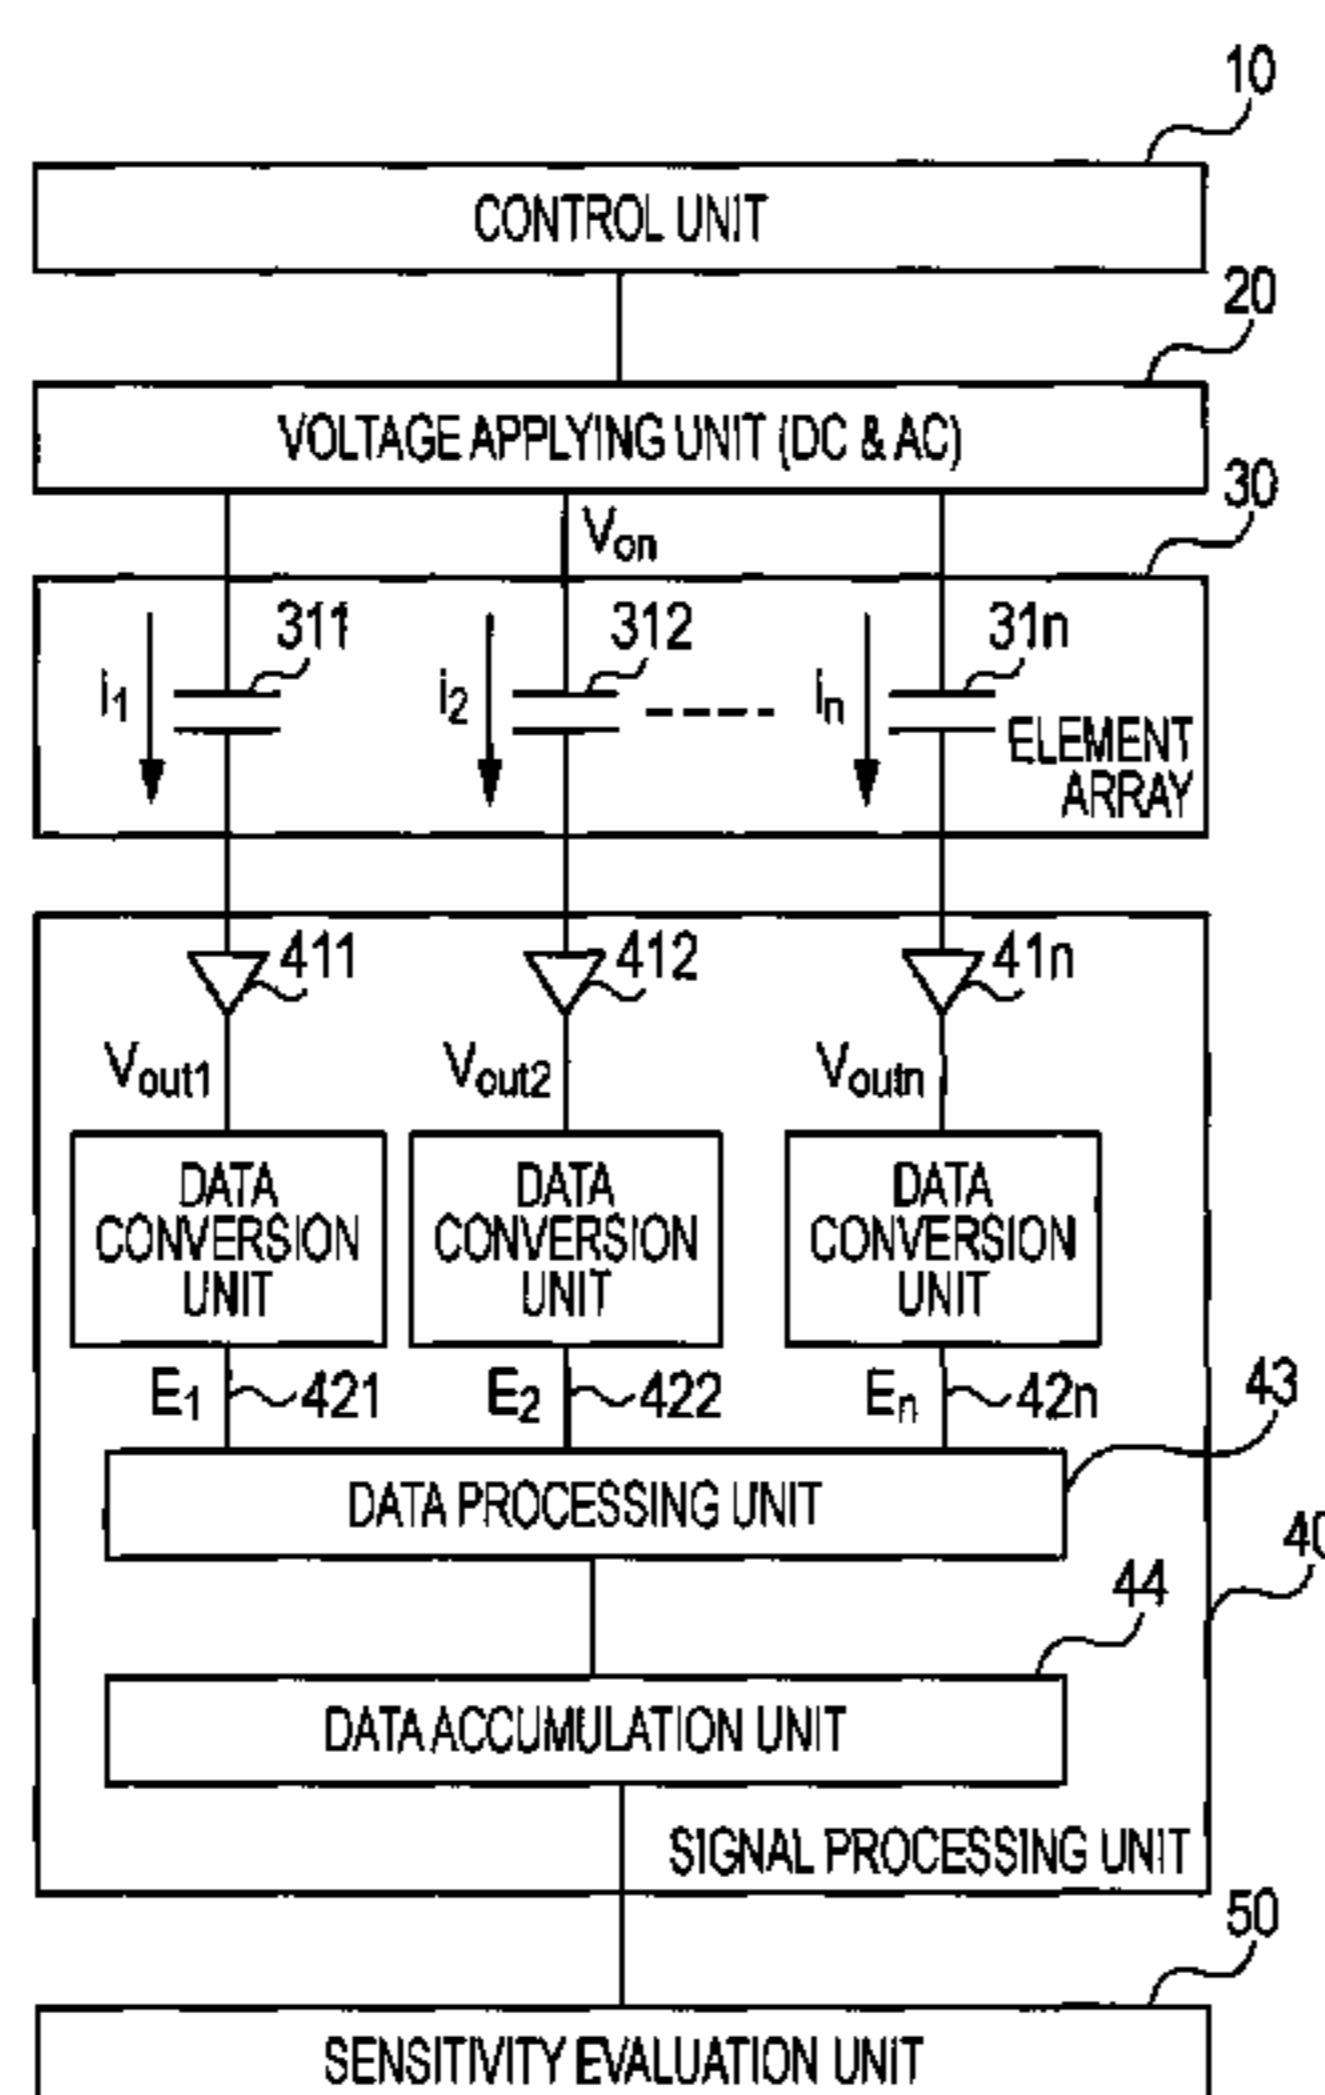 10
CONTROL UNIT
20
VOLTAGE APPLYING UNIT (DC & AC)
30
Von
311
312
31n
i1
i2
in
ELEMENT
ARRAY
411
412
41n
Vout1
Vout2
Voutn
DATA
CONVERSION
UNIT
DATA
CONVERSION
UNIT
DATA
CONVERSION
UNIT
E1
421
E2
422
En
42n
43
DATA PROCESSING UNIT
40
44
DATA ACCUMULATION UNIT
SIGNAL PROCESSING UNIT
50
SENSITIVITY EVALUATION UNIT